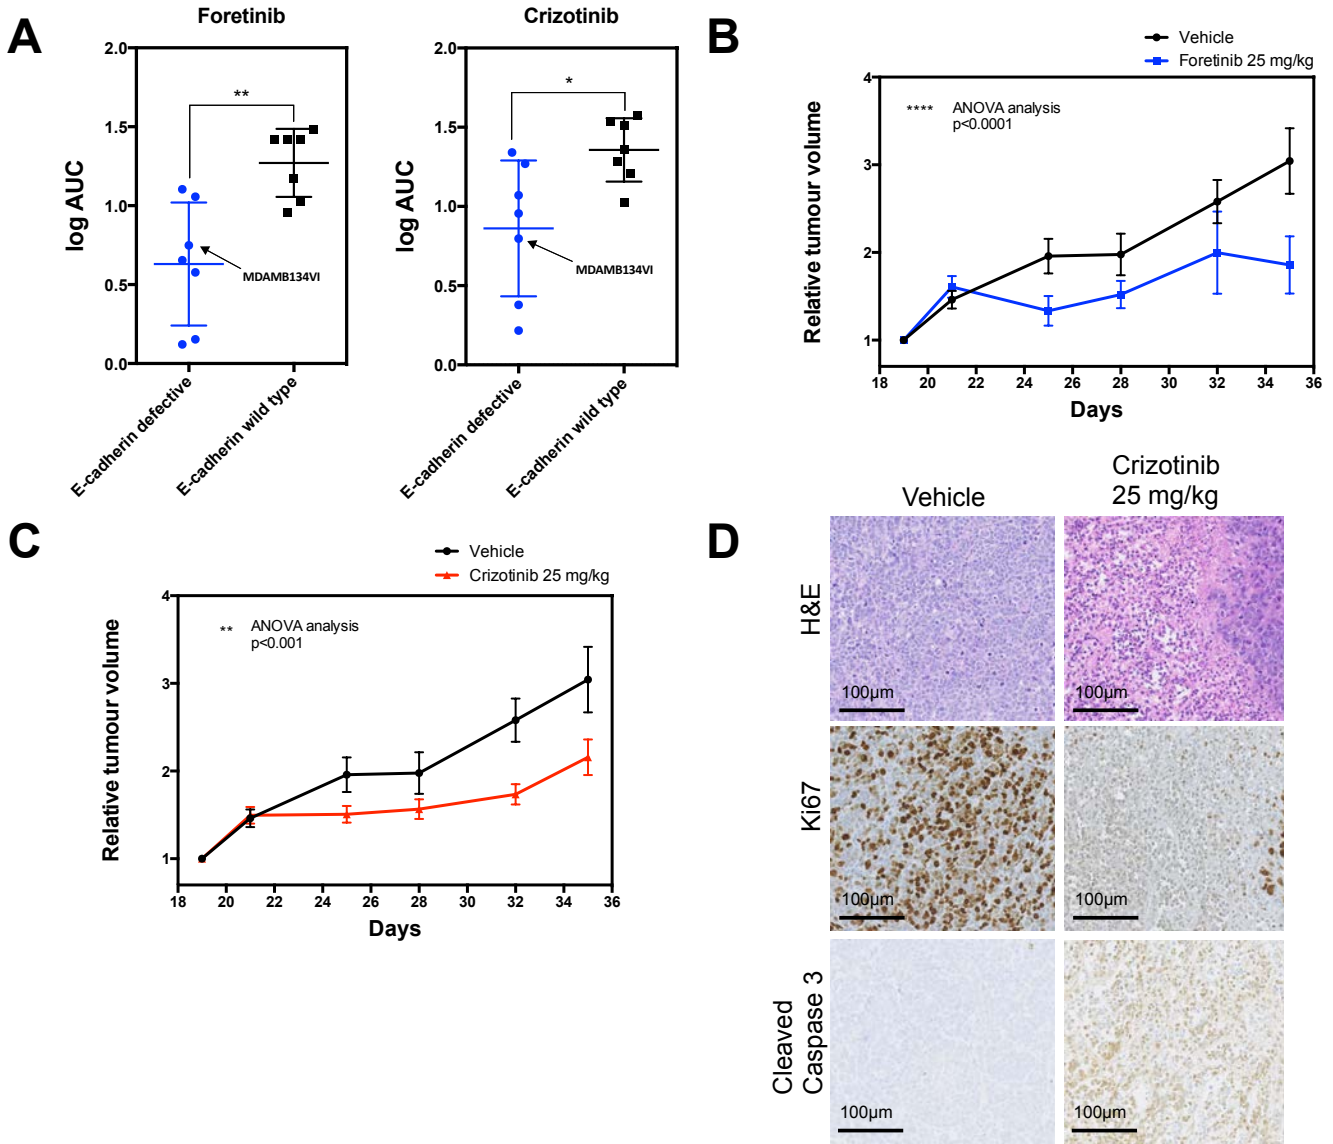 A
Foretinib
2.0
1.5
1.0
0.5
0.0
log AUC
**
MDAMB134VI
E-cadherin defective
E-cadherin wild type
Crizotinib
2.0
1.5
1.0
0.5
0.0
log AUC
*
MDAMB134VI
E-cadherin defective
E-cadherin wild type
B
Vehicle
Foretinib 25 mg/kg
**** ANOVA analysis
p<0.0001
4
3
2
1
Relative tumour volume
18 20 22 24 26 28 30 32 34 36
Days
C
Vehicle
Crizotinib 25 mg/kg
** ANOVA analysis
p<0.001
4
3
2
1
Relative tumour volume
18 20 22 24 26 28 30 32 34 36
Days
D
Vehicle
Crizotinib
25 mg/kg
H&E
100μm
100μm
Ki67
100μm
100μm
Cleaved
Caspase 3
100μm
100μm